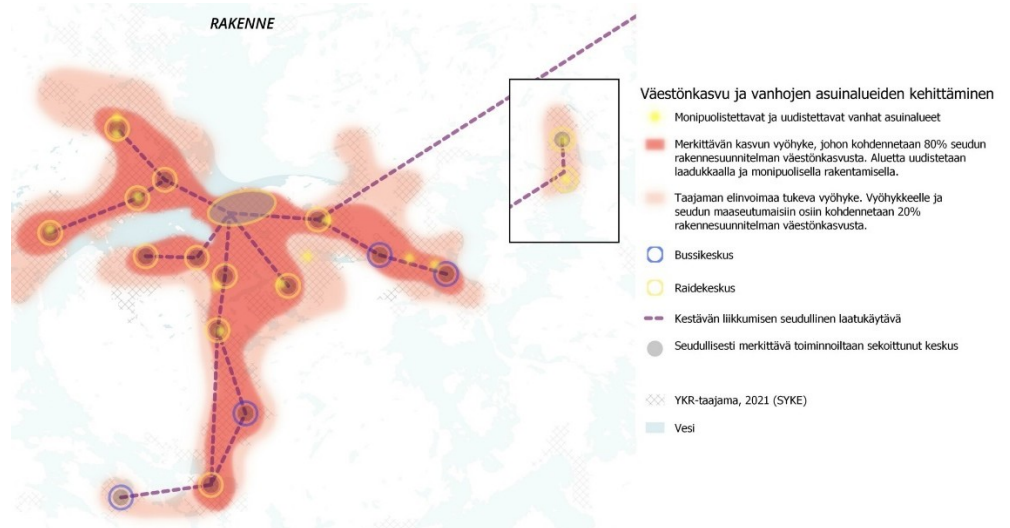 RAKENNE
Väestönkasvu ja vanhojen asuinalueiden kehittäminen
Monipuolistettavat ja uudistettavat vanhat asuinalueet
Merkittävän kasvun vyöhyke, johon kohdennetaan 80% seudun
rakennesuunnitelman väestönkasvusta. Aluetta uudistetaan
laadukkaalla ja monipuolisella rakentamisella.
Taajaman elinvoimaa tukeva vyöhyke. Vyöhykkeelle ja
seudun maaseutumaisiin osiin kohdennetaan 20%
rakennesuunnitelman väestönkasvusta.
Bussikeskus
Raidekeskus
Kestävän liikkumisen seudullinen laatukäytävä
Seudullisesti merkittävä toiminnoiltaan sekoittunut keskus
YKR-taajama, 2021 (SYKE)
Vesi